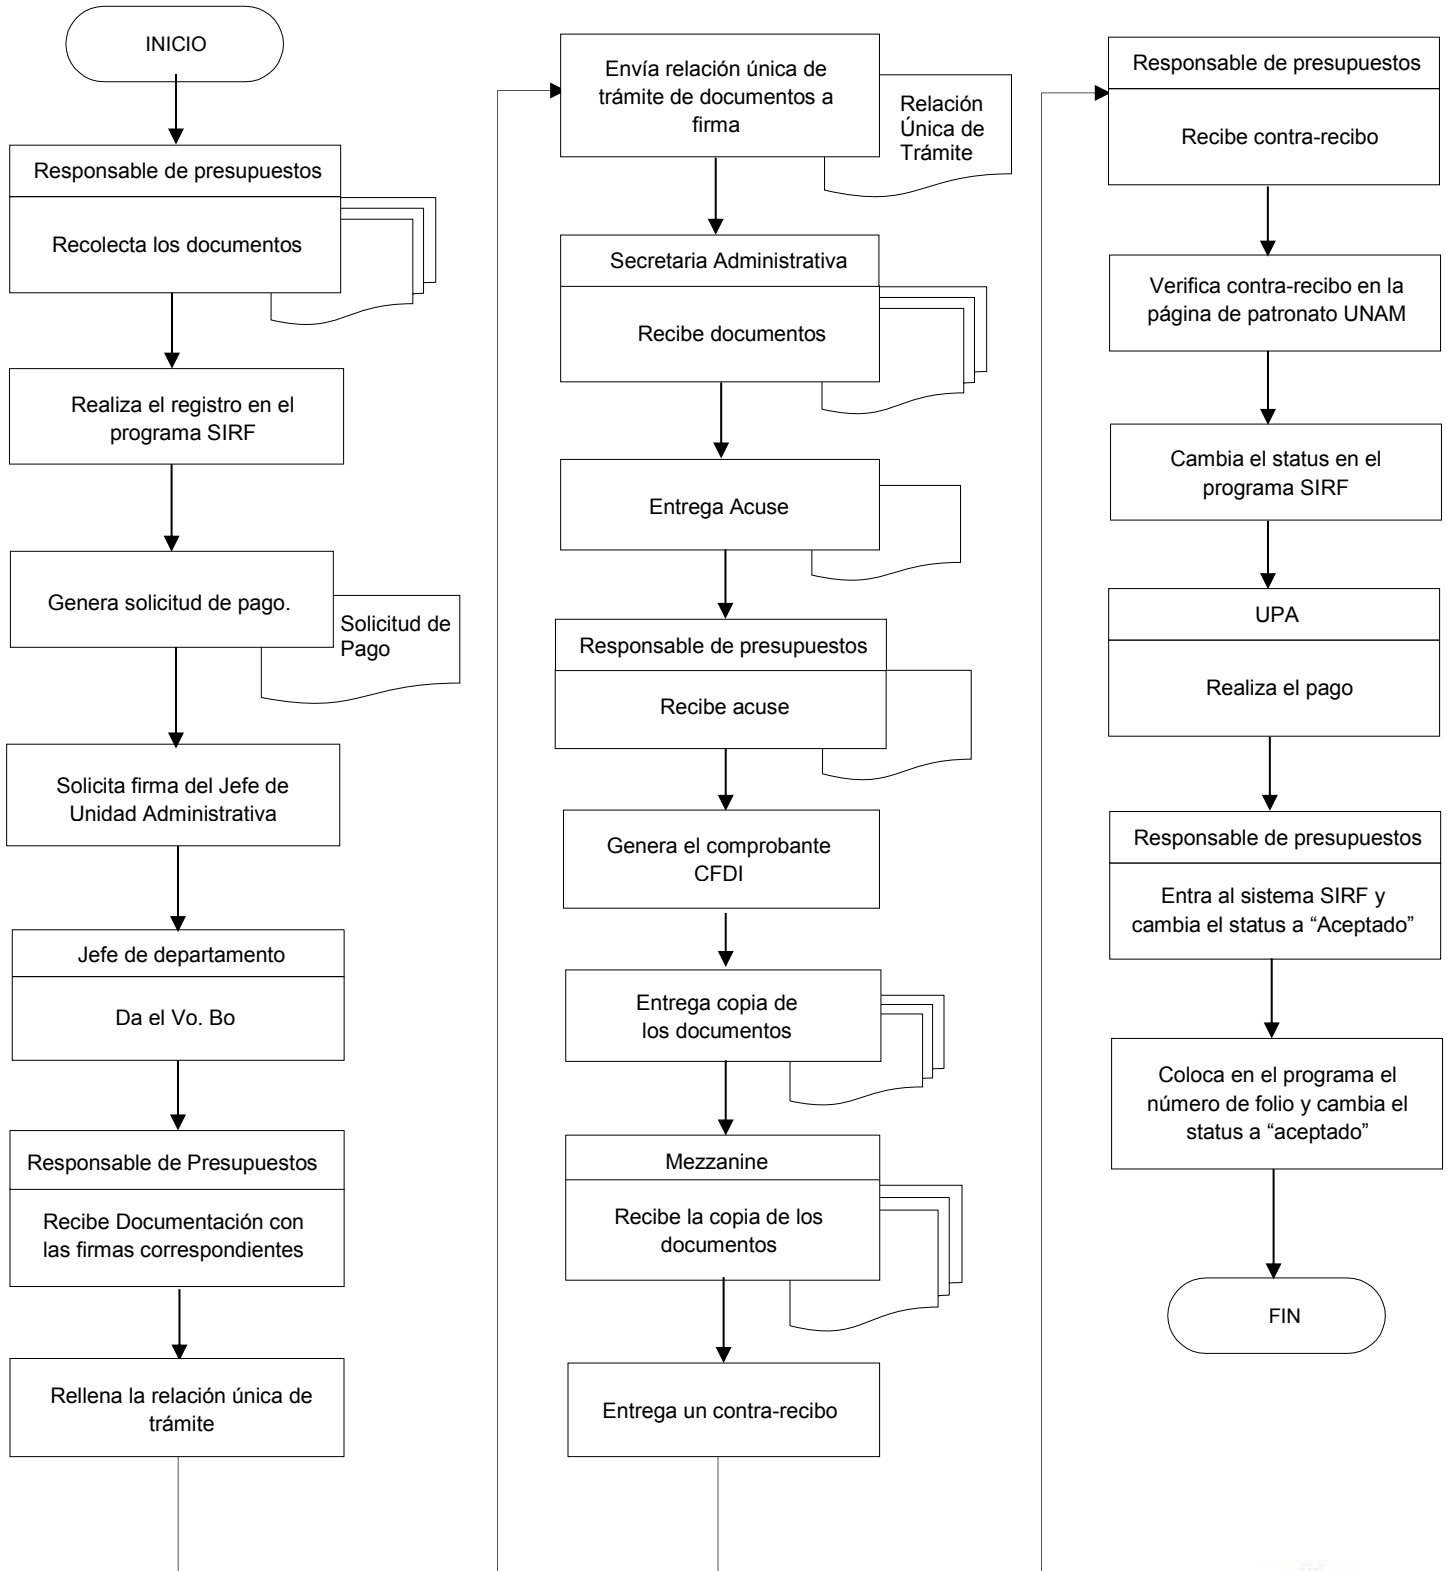 INICIO
Responsable de presupuestos
Recolecta los documentos
Realiza el registro en el
programa SIRF
Genera solicitud de pago.
Solicitud de
Pago
Solicita firma del Jefe de
Unidad Administrativa
Jefe de departamento
Da el Vo. Bo
Responsable de Presupuestos
Recibe Documentación con
las firmas correspondientes
Rellena la relación única de
trámite
Envía relación única de
trámite de documentos a
firma
Relación
Única de
Trámite
Secretaria Administrativa
Recibe documentos
Entrega Acuse
Responsable de presupuestos
Recibe acuse
Genera el comprobante
CFDI
Entrega copia de
los documentos
Mezzanine
Recibe la copia de los
documentos
Entrega un contra-recibo
Responsable de presupuestos
Recibe contra-recibo
Verifica contra-recibo en la
página de patronato UNAM
Cambia el status en el
programa SIRF
UPA
Realiza el pago
Responsable de presupuestos
Entra al sistema SIRF y
cambia el status a “Aceptado”
Coloca en el programa el
número de folio y cambia el
status a “aceptado”
FIN